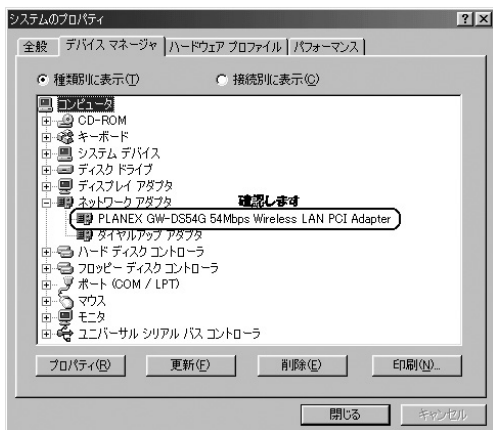 システムのプロパティ
全般 デバイス マネージャ ハードウェア プロファイル パフォーマンス
種類別に表示(T) 接続別に表示(C)
コンピュータ
CD-ROM
キーボード
システム デバイス
ディスク ドライブ
ディスプレイ アダプタ
ネットワーク アダプタ 確認します
PLANEX GW-DS54G 54Mbps Wireless LAN PCI Adapter
ダイヤルアップ アダプタ
ハード ディスク コントローラ
フロッピー ディスク コントローラ
ポート (COM / LPT)
マウス
モニタ
ユニバーサル シリアル バス コントローラ
プロパティ(R) 更新(F) 削除(E) 印刷(N)...
閉じる キャンセル